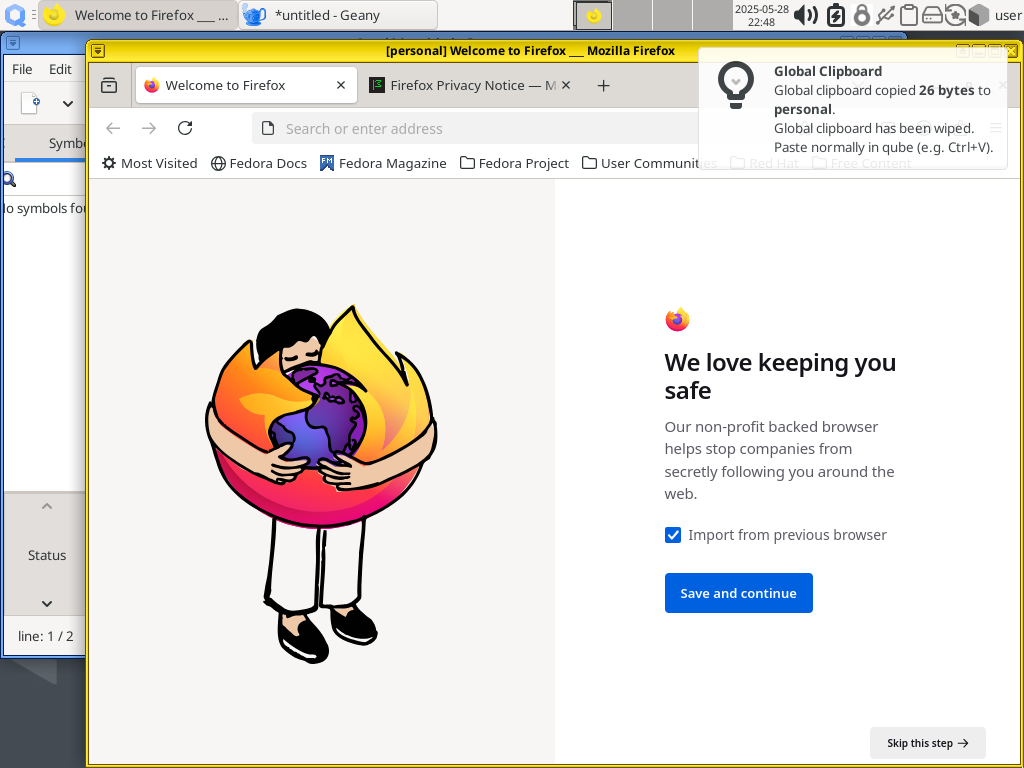 Welcome to Firefox ___ ...
*untitled - Geany
2025-05-28
22:48
user
[personal] Welcome to Firefox ___ Mozilla Firefox
File Edit
Welcome to Firefox
Firefox Privacy Notice — M
Global Clipboard
Global clipboard copied 26 bytes to
personal.
Global clipboard has been wiped.
Paste normally in qube (e.g. Ctrl+V).
Search or enter address
Most Visited
Fedora Docs
Fedora Magazine
Fedora Project
User Communities
Red Hat
Free Content
Symbo
No symbols fou
We love keeping you
safe
Our non-profit backed browser
helps stop companies from
secretly following you around the
web.
Import from previous browser
Save and continue
Status
line: 1 / 2
Skip this step